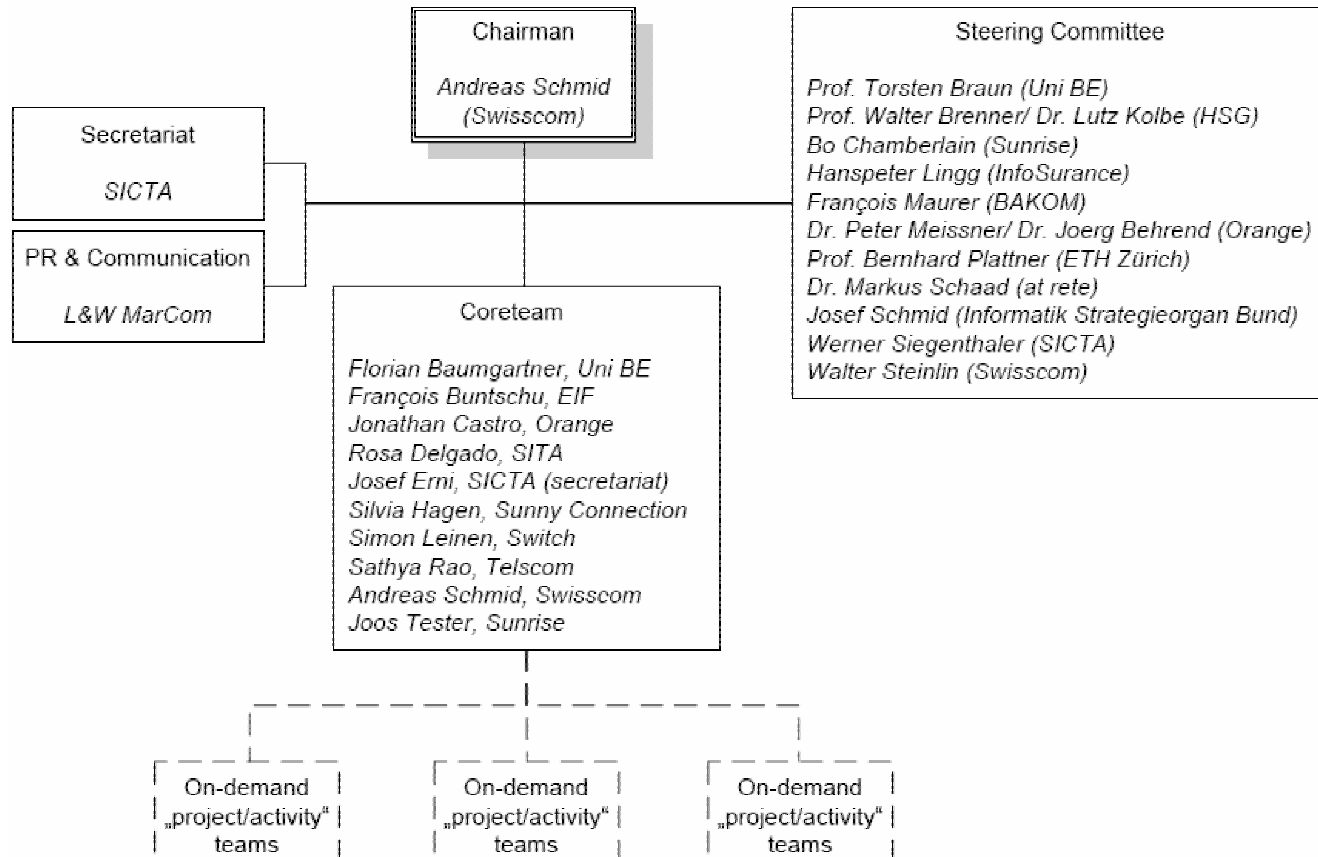 Chairman
Andreas Schmid
(Swisscom)
Steering Committee
Prof. Torsten Braun (Uni BE)
Prof. Walter Brenner/ Dr. Lutz Kolbe (HSG)
Bo Chamberlain (Sunrise)
Hanspeter Lingg (InfoSurance)
François Maurer (BAKOM)
Dr. Peter Meissner/ Dr. Joerg Behrend (Orange)
Prof. Bernhard Plattner (ETH Zürich)
Dr. Markus Schaad (at rete)
Josef Schmid (Informatik Strategieorgan Bund)
Werner Siegenthaler (SICTA)
Walter Steinlin (Swisscom)
Secretariat
SICTA
PR & Communication
L&W MarCom
Coreteam
Florian Baumgartner, Uni BE
François Buntschu, EIF
Jonathan Castro, Orange
Rosa Delgado, SITA
Josef Erni, SICTA (secretariat)
Silvia Hagen, Sunny Connection
Simon Leinen, Switch
Sathya Rao, Telscom
Andreas Schmid, Swisscom
Joos Tester, Sunrise
On-demand
„project/activity“
teams
On-demand
„project/activity“
teams
On-demand
„project/activity“
teams